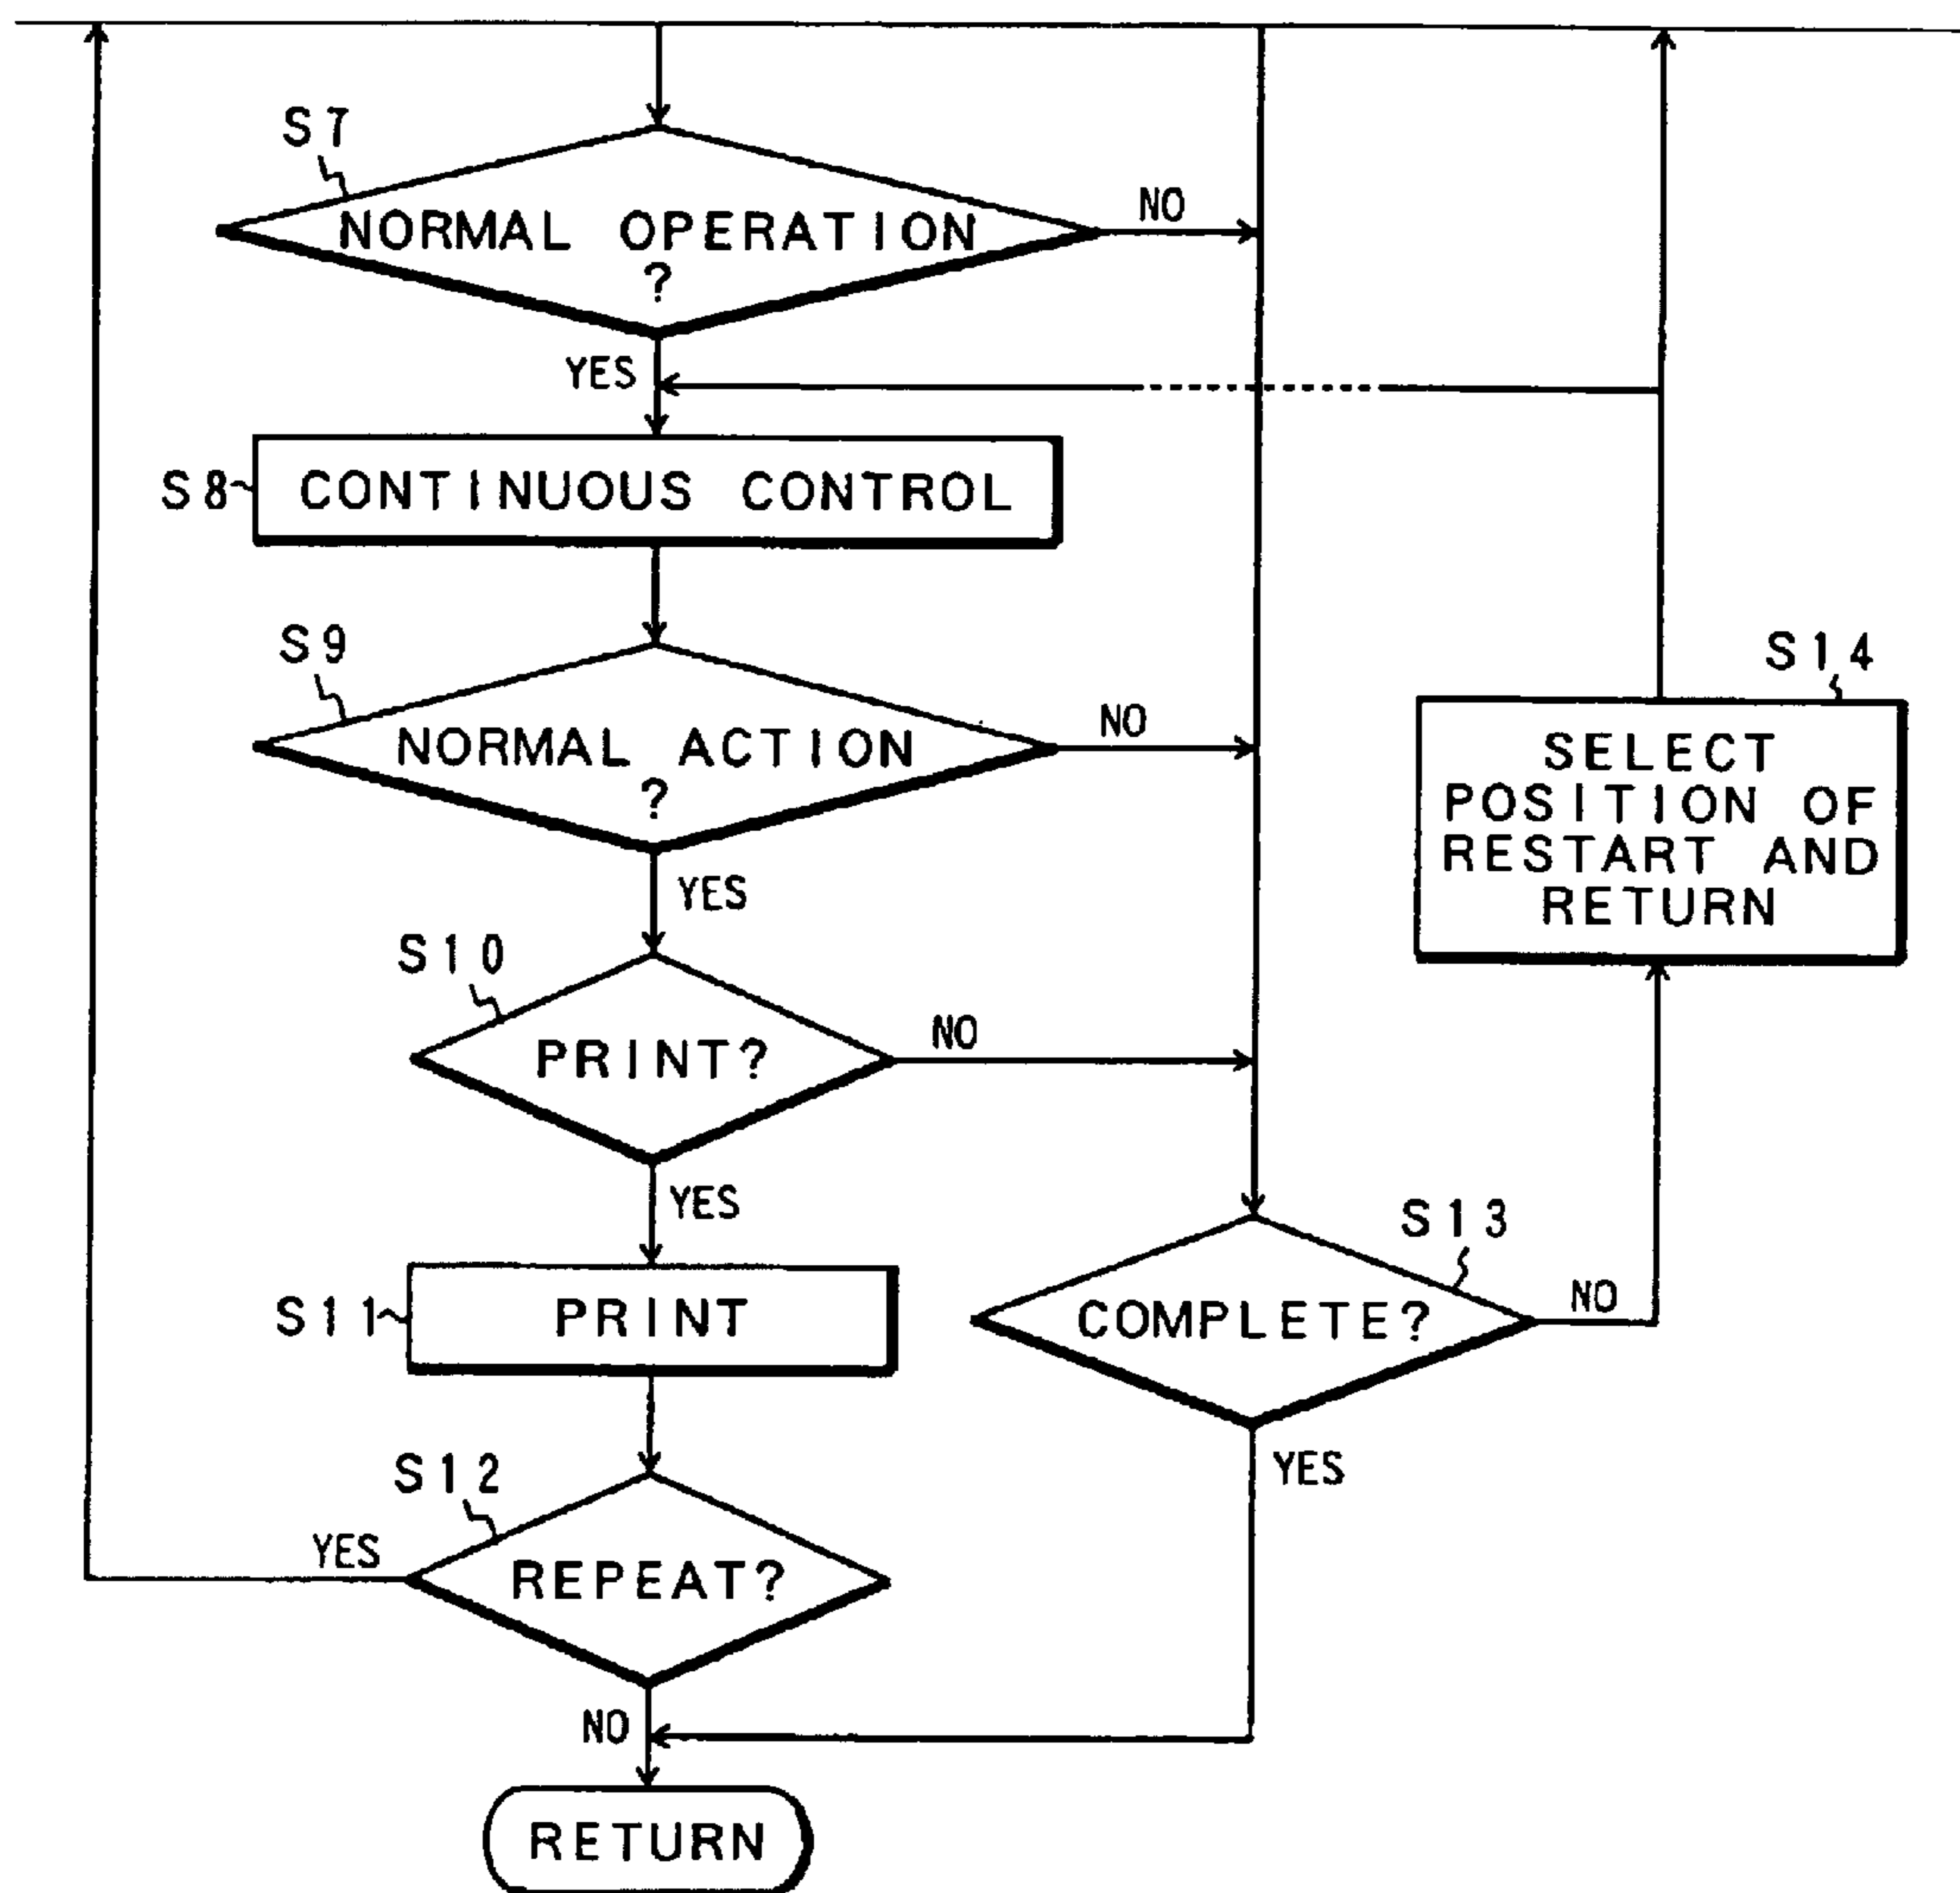 S7
NORMAL OPERATION
?
NO
YES
S8
CONTINUOUS CONTROL
S9
NORMAL ACTION
?
NO
YES
S14
SELECT
POSITION OF
RESTART AND
RETURN
S10
PRINT?
NO
YES
S11
PRINT
S13
COMPLETE?
NO
YES
S12
REPEAT?
YES
NO
RETURN